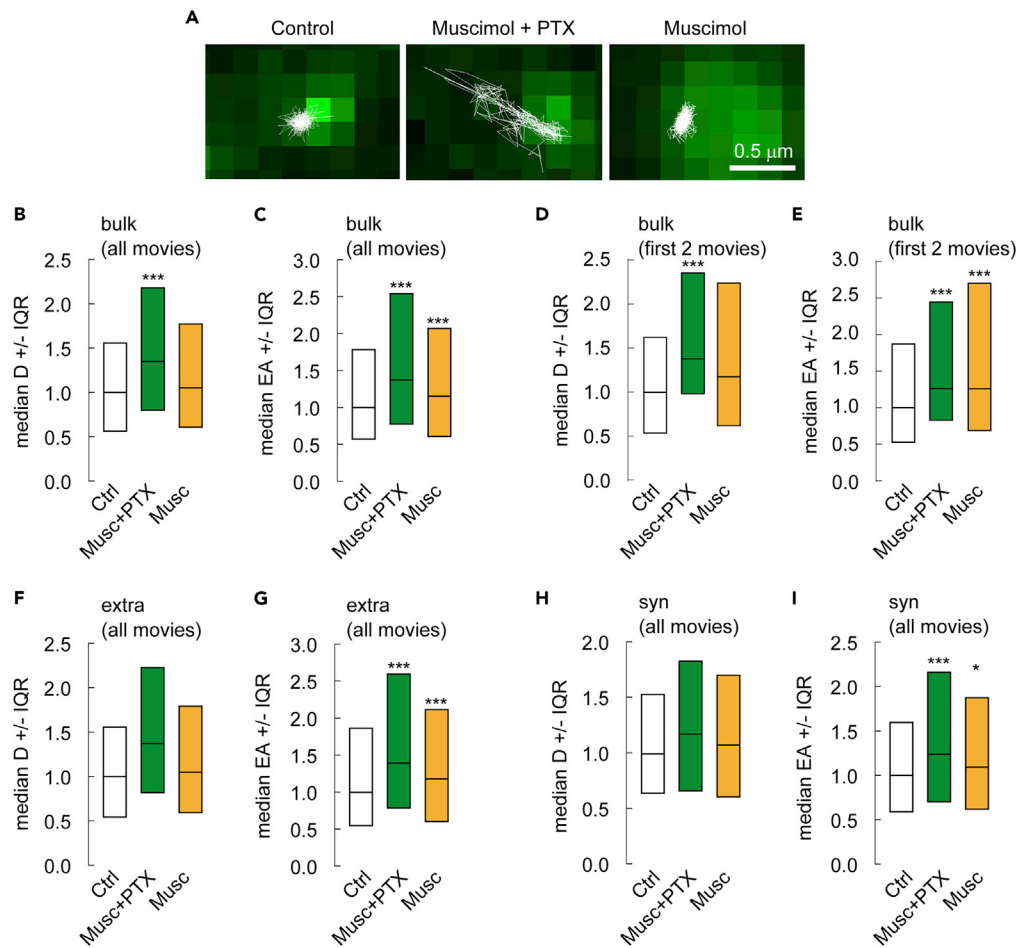 A
Control
Muscimol + PTX
Muscimol
0.5 μm
B
bulk
(all movies)
median D +/- IQR
2.5
2.0
1.5
1.0
0.5
0.0
***
Ctrl
Musc+PTX
Musc
C
bulk
(all movies)
median EA +/- IQR
3.0
2.5
2.0
1.5
1.0
0.5
0.0
***
***
Ctrl
Musc+PTX
Musc
D
bulk
(first 2 movies)
median D +/- IQR
2.5
2.0
1.5
1.0
0.5
0.0
***
Ctrl
Musc+PTX
Musc
E
bulk
(first 2 movies)
median EA +/- IQR
3.0
2.5
2.0
1.5
1.0
0.5
0.0
***
***
Ctrl
Musc+PTX
Musc
F
extra
(all movies)
median D +/- IQR
2.5
2.0
1.5
1.0
0.5
0.0
Ctrl
Musc+PTX
Musc
G
extra
(all movies)
median EA +/- IQR
3.0
2.5
2.0
1.5
1.0
0.5
0.0
***
***
Ctrl
Musc+PTX
Musc
H
syn
(all movies)
median D +/- IQR
2.0
1.5
1.0
0.5
0.0
Ctrl
Musc+PTX
Musc
I
syn
(all movies)
median EA +/- IQR
2.5
2.0
1.5
1.0
0.5
0.0
***
*
Ctrl
Musc+PTX
Musc